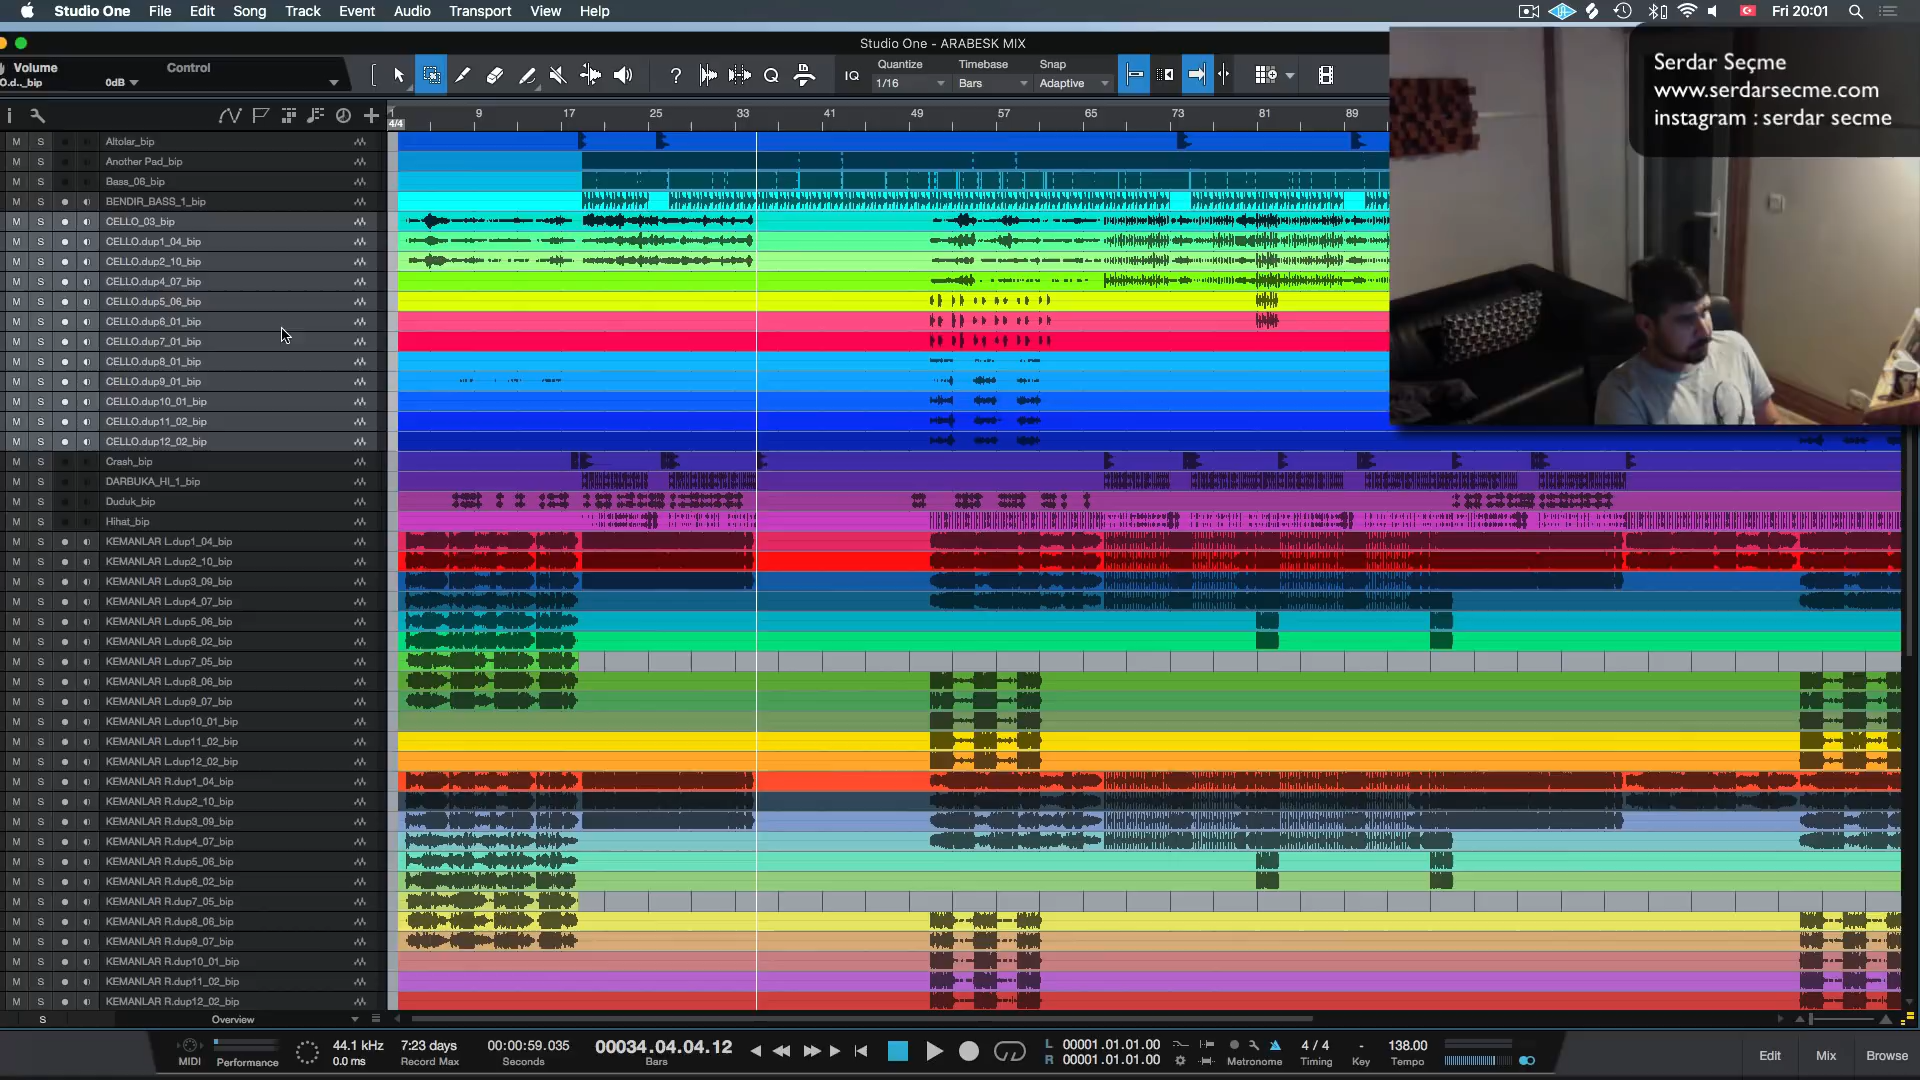 Studio One File Edit Song Track Event Audio Transport View Help
Fri 20:01
Studio One - ARABESK MIX
Serdar Seçme
www.serdarsecme.com
instagram : serdar secme
Volume Control
O.d..._bip 0dB
IQ
Quantize Timebase Snap
1/16 Bars Adaptive
4/4
1 9 17 25 33 41 49 57 65 73 81 89
M S Altolar_bip
M S Another Pad_bip
M S Bass_06_bip
M S BENDIR_BASS_1_bip
M S CELLO_03_bip
M S CELLO.dup1_04_bip
M S CELLO.dup2_10_bip
M S CELLO.dup4_07_bip
M S CELLO.dup5_06_bip
M S CELLO.dup6_01_bip
M S CELLO.dup7_01_bip
M S CELLO.dup8_01_bip
M S CELLO.dup9_01_bip
M S CELLO.dup10_01_bip
M S CELLO.dup11_02_bip
M S CELLO.dup12_02_bip
M S Crash_bip
M S DARBUKA_HI_1_bip
M S Duduk_bip
M S Hihat_bip
M S KEMANLAR L.dup1_04_bip
M S KEMANLAR L.dup2_10_bip
M S KEMANLAR L.dup3_09_bip
M S KEMANLAR L.dup4_07_bip
M S KEMANLAR L.dup5_06_bip
M S KEMANLAR L.dup6_02_bip
M S KEMANLAR L.dup7_05_bip
M S KEMANLAR L.dup8_06_bip
M S KEMANLAR L.dup9_07_bip
M S KEMANLAR L.dup10_01_bip
M S KEMANLAR L.dup11_02_bip
M S KEMANLAR L.dup12_02_bip
M S KEMANLAR R.dup1_04_bip
M S KEMANLAR R.dup2_10_bip
M S KEMANLAR R.dup3_09_bip
M S KEMANLAR R.dup4_07_bip
M S KEMANLAR R.dup5_08_bip
M S KEMANLAR R.dup6_02_bip
M S KEMANLAR R.dup7_05_bip
M S KEMANLAR R.dup8_08_bip
M S KEMANLAR R.dup9_07_bip
M S KEMANLAR R.dup10_01_bip
M S KEMANLAR R.dup11_02_bip
M S KEMANLAR R.dup12_02_bip
S Overview
MIDI Performance
44.1 kHz 7:23 days 00:00:59.035 00034.04.04.12
0.0 ms Record Max Seconds Bars
L 00001.01.01.00
R 00001.01.01.00
Metronome
4 / 4 - 138.00
Timing Key Tempo
Edit Mix Browse